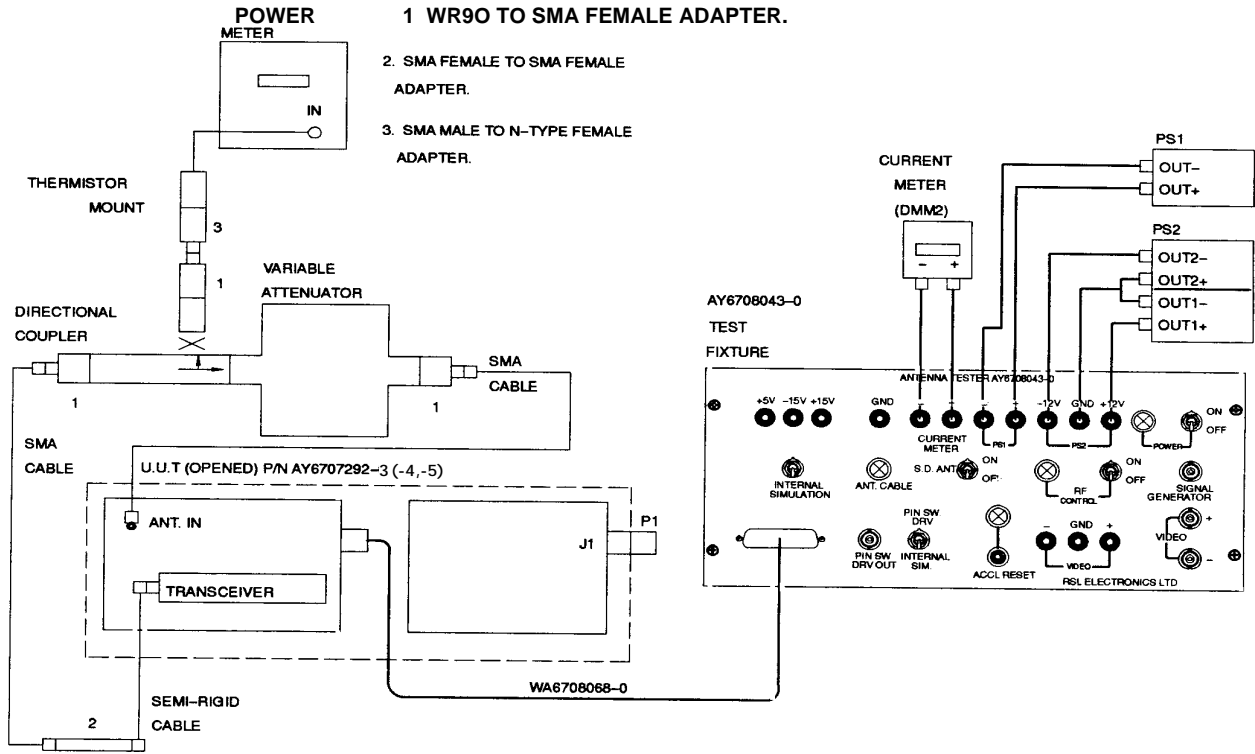 POWER
METER
1 WR9O TO SMA FEMALE ADAPTER.
2. SMA FEMALE TO SMA FEMALE
ADAPTER.
3. SMA MALE TO N-TYPE FEMALE
ADAPTER.
IN
THERMISTOR
MOUNT
3
1
VARIABLE
ATTENUATOR
DIRECTIONAL
COUPLER
1
1
SMA
CABLE
SMA
CABLE
U.U.T (OPENED) P/N AY6707292-3 (-4,-5)
ANT. IN
TRANSCEIVER
J1
P1
WA6708068-0
SEMI-RIGID
CABLE
2
CURRENT
METER
(DMM2)
- +
PS1
OUT-
OUT+
PS2
OUT2-
OUT2+
OUT1-
OUT1+
AY6708043-0
TEST
FIXTURE
ANTENNA TESTER AY6708043-0
+5V -15V +15V
GND
-12V GND +12V
CURRENT
METER
PS1
PS2
POWER
ON
OFF
INTERNAL
SIMULATION
ANT. CABLE
S.D. ANT
ON
RF
CONTROL
ON
OFF
SIGNAL
GENERATOR
PIN SW
DRV OUT
PIN SW.
DRV
INTERNAL
SIM.
ACCL RESET
- GND +
VIDEO
VIDEO
+
-
RSL ELECTRONICS LTD